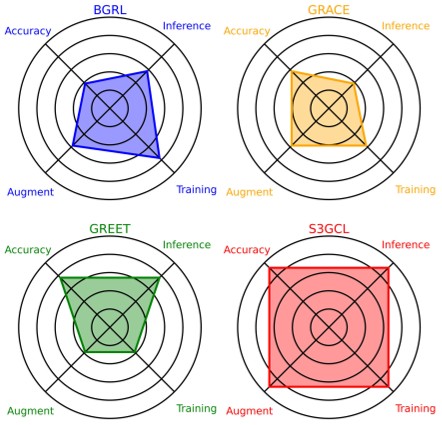 BGRL
Accuracy
Inference
Augment
Training
GRACE
Accuracy
Inference
Augment
Training
GREET
Accuracy
Inference
Augment
Training
S3GCL
Accuracy
Inference
Augment
Training